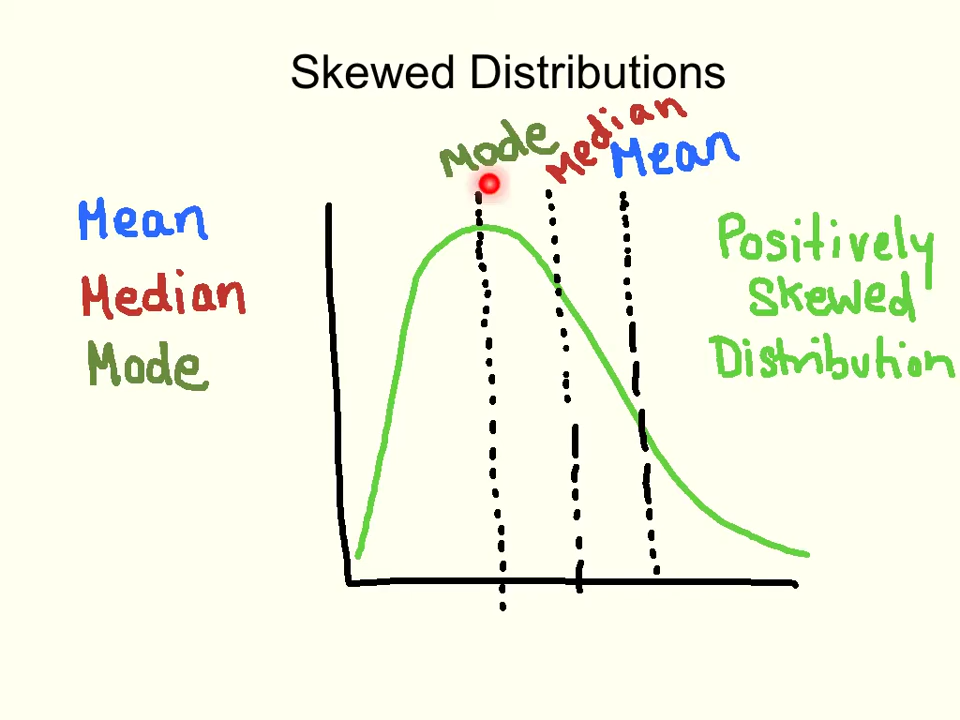 Skewed Distributions
Mode Median Mean
Mean
Median
Mode
Positively
Skewed
Distribution